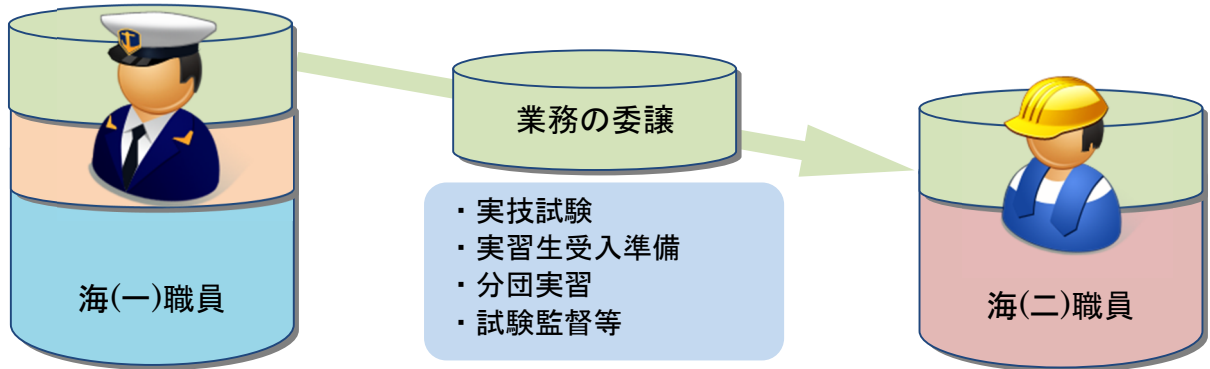 業務の委譲
・実技試験
・実習生受入準備
・分団実習
・試験監督等
海(一)職員
海(二)職員